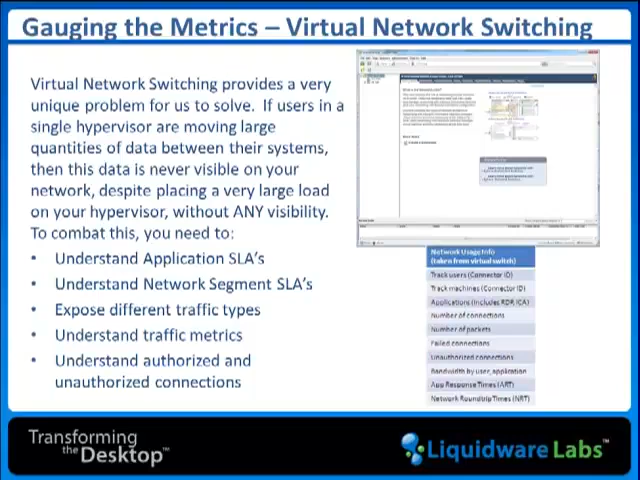 Gauging the Metrics – Virtual Network Switching
Virtual Network Switching provides a very
unique problem for us to solve. If users in a
single hypervisor are moving large
quantities of data between their systems,
then this data is never visible on your
network, despite placing a very large load
on your hypervisor, without ANY visibility.
To combat this, you need to:
• Understand Application SLA's
• Understand Network Segment SLA's
• Expose different traffic types
• Understand traffic metrics
• Understand authorized and
unauthorized connections
Network Usage Info
(taken from virtual switch)
Track users (Connector ID)
Track machines (Connector ID)
Applications (includes RDP, ICA)
Number of connections
Number of packets
Failed connections
Unauthorized connections
Bandwidth by user, application
App Response Times (ART)
Network Roundtrip Times (NRT)
Transforming
the Desktop™
Liquidware Labs™